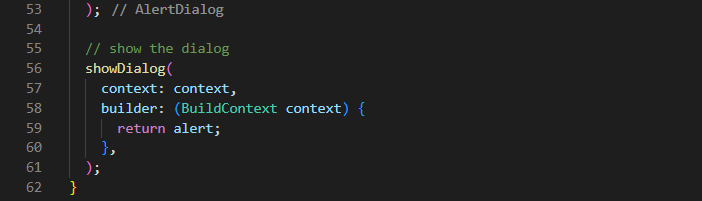 53 ); // AlertDialog
54
55 // show the dialog
56 showDialog(
57 context: context,
58 builder: (BuildContext context) {
59 return alert;
60 },
61 );
62 }